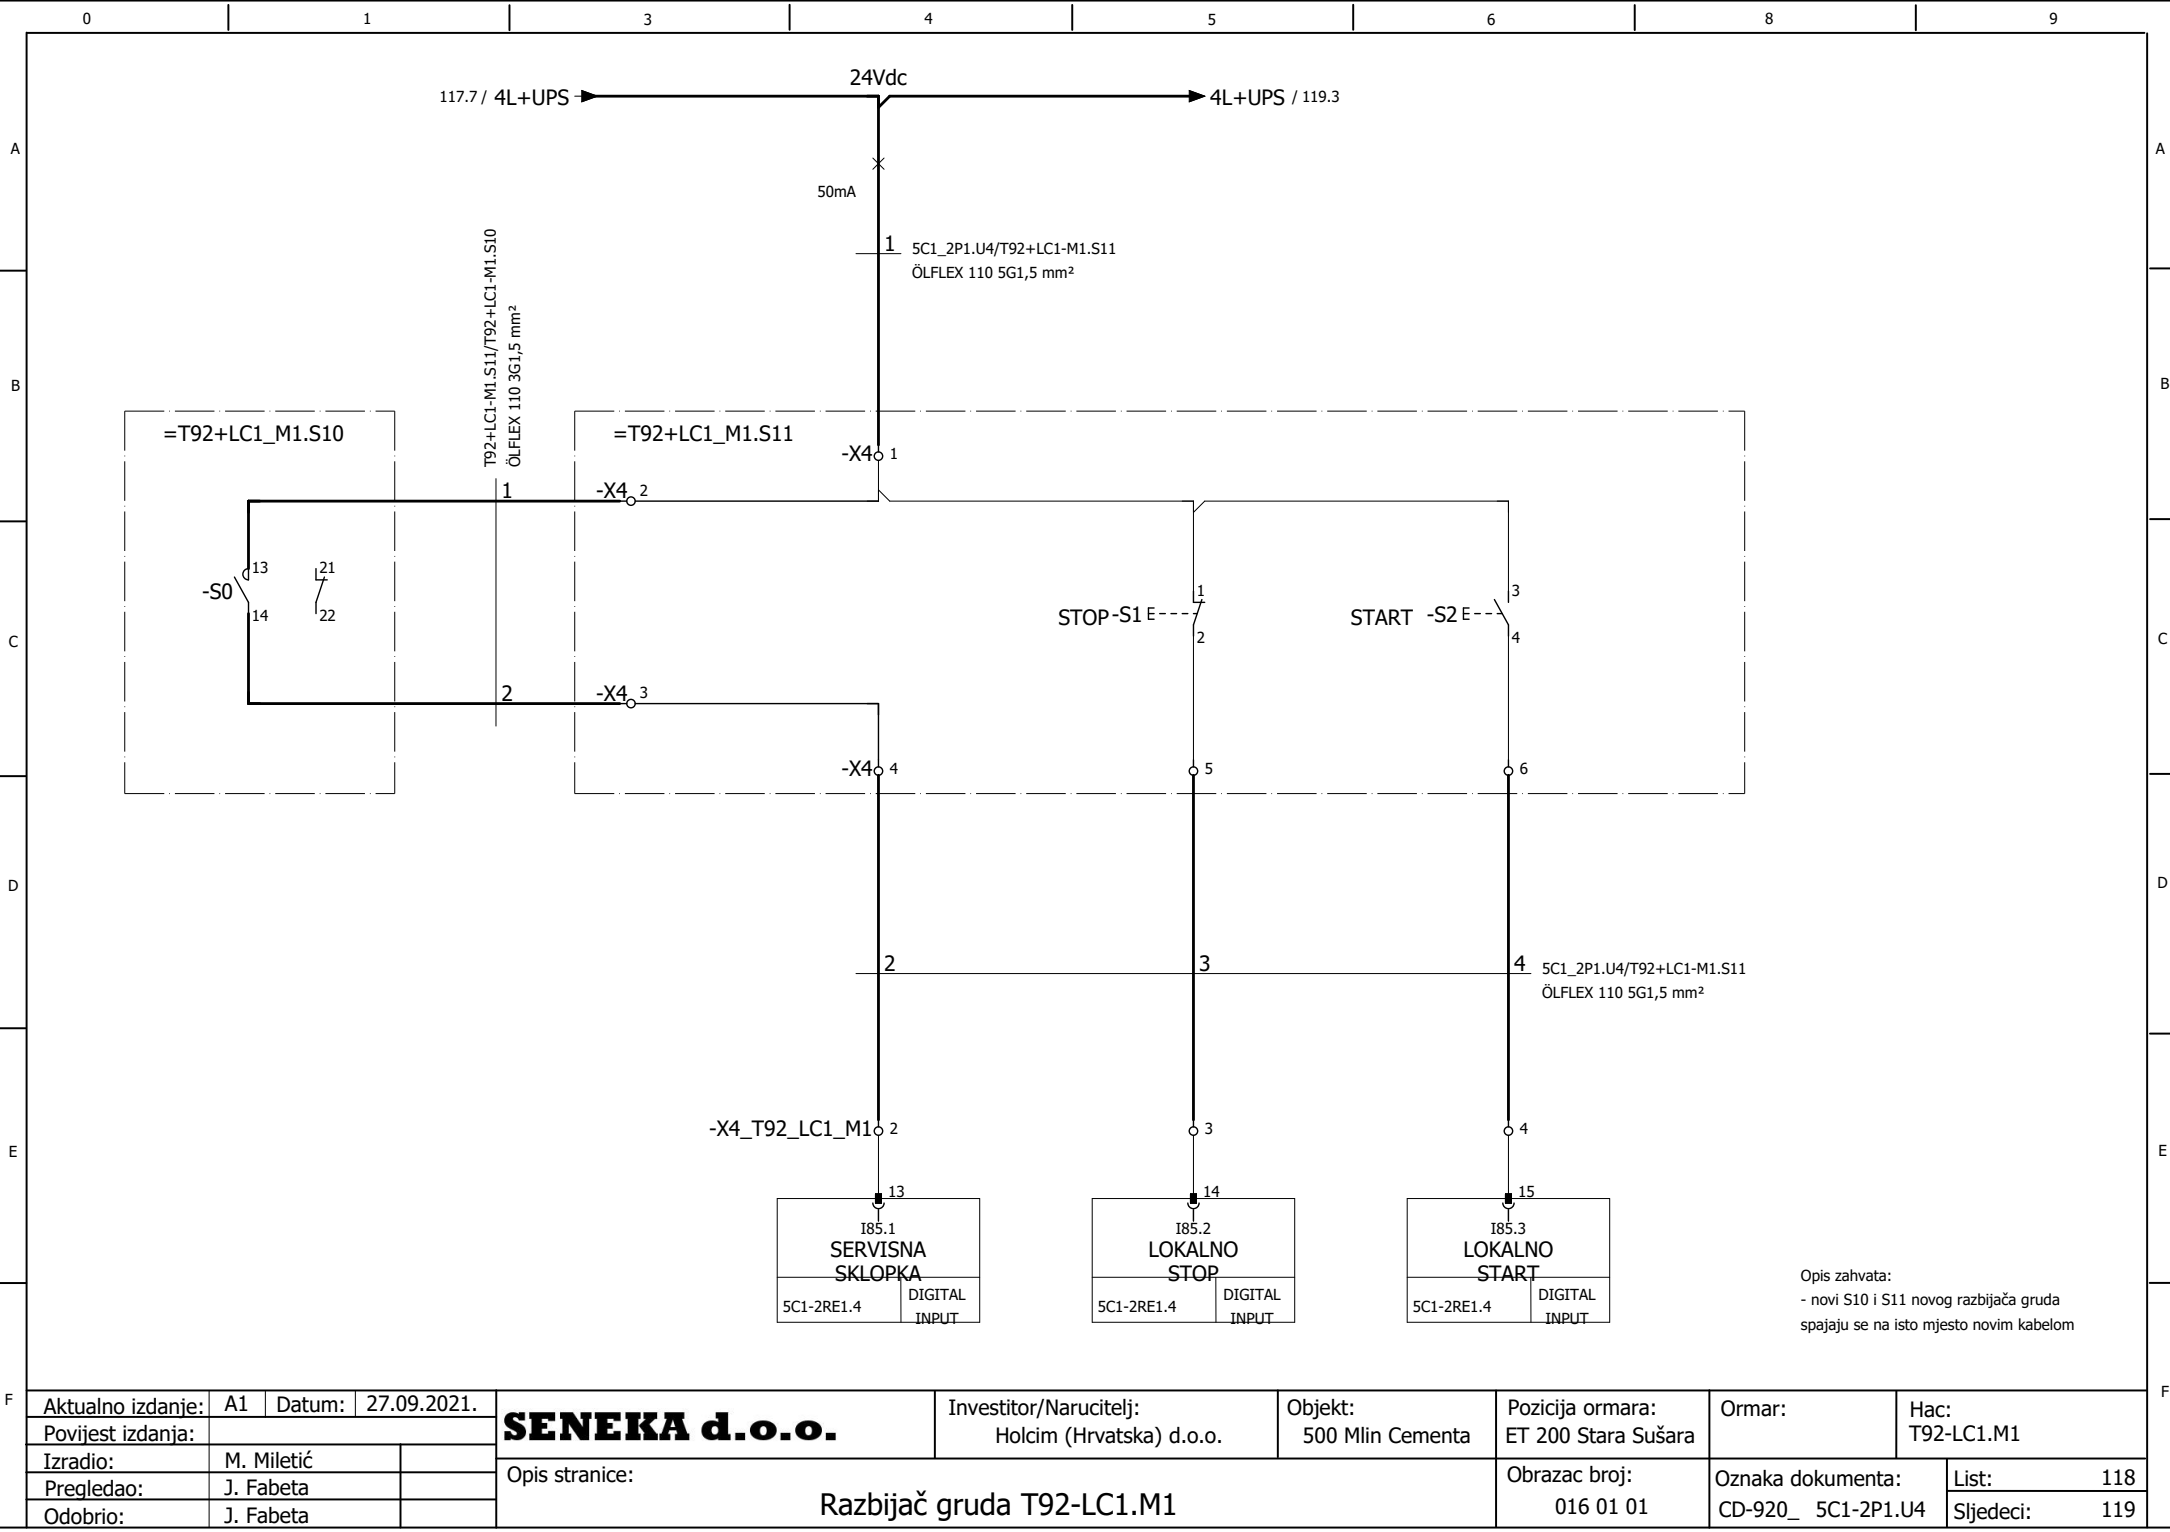 0 1 3 4 5 6 8 9
24Vdc
117.7 / 4L+UPS
4L+UPS / 119.3
A
A
50mA
1 5C1_2P1.U4/T92+LC1-M1.S11
ÖLFLEX 110 5G1,5 mm²
T92+LC1-M1.S11/T92+LC1-M1.S10
ÖLFLEX 110 3G1,5 mm²
B
B
=T92+LC1_M1.S10
=T92+LC1_M1.S11
-X4 1
1
-X4 2
-S0
13
14
21
22
STOP -S1
1
2
START -S2
3
4
C
C
2
-X4 3
-X4 4
5
6
D
D
2
3
4 5C1_2P1.U4/T92+LC1-M1.S11
ÖLFLEX 110 5G1,5 mm²
-X4_T92_LC1_M1 2
3
4
E
E
13
I85.1
SERVISNA
SKLOPKA
5C1-2RE1.4
DIGITAL
INPUT
14
I85.2
LOKALNO
STOP
5C1-2RE1.4
DIGITAL
INPUT
15
I85.3
LOKALNO
START
5C1-2RE1.4
DIGITAL
INPUT
Opis zahvata:
- novi S10 i S11 novog razbijača gruda
spajaju se na isto mjesto novim kabelom
F
F
Aktualno izdanje: A1 Datum: 27.09.2021.
Povijest izdanja:
Izradio: M. Miletić
Pregledao: J. Fabeta
Odobrio: J. Fabeta
SENEKA d.o.o.
Investitor/Narucitelj:
Holcim (Hrvatska) d.o.o.
Objekt:
500 Mlin Cementa
Pozicija ormara:
ET 200 Stara Sušara
Ormar:
Hac:
T92-LC1.M1
Opis stranice:
Razbijač gruda T92-LC1.M1
Obrazac broj:
016 01 01
Oznaka dokumenta:
CD-920_ 5C1-2P1.U4
List: 118
Sljedeci: 119